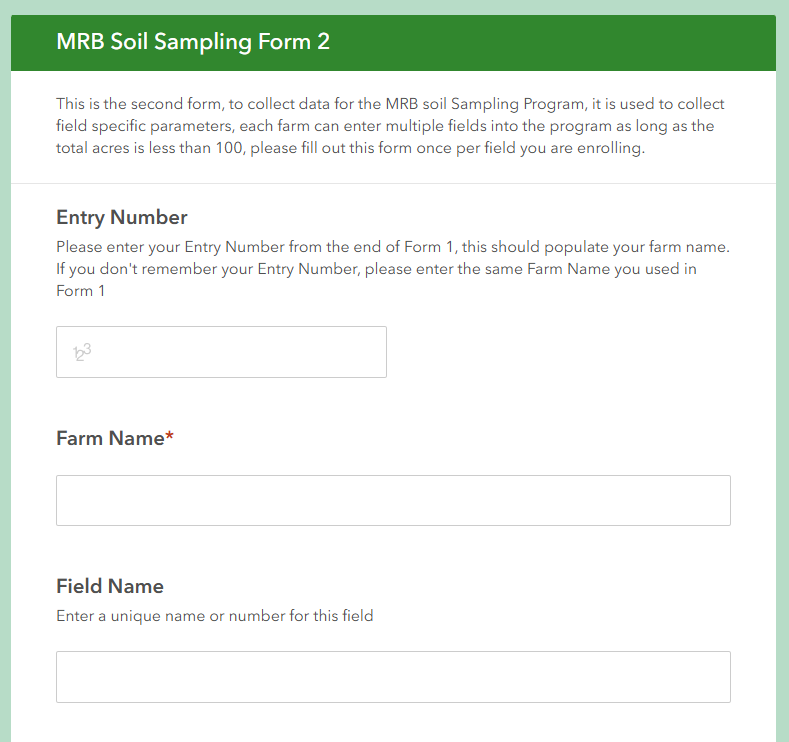 MRB Soil Sampling Form 2
This is the second form, to collect data for the MRB soil Sampling Program, it is used to collect
field specific parameters, each farm can enter multiple fields into the program as long as the
total acres is less than 100, please fill out this form once per field you are enrolling.
Entry Number
Please enter your Entry Number from the end of Form 1, this should populate your farm name.
If you don't remember your Entry Number, please enter the same Farm Name you used in
Form 1
123
Farm Name*
Field Name
Enter a unique name or number for this field